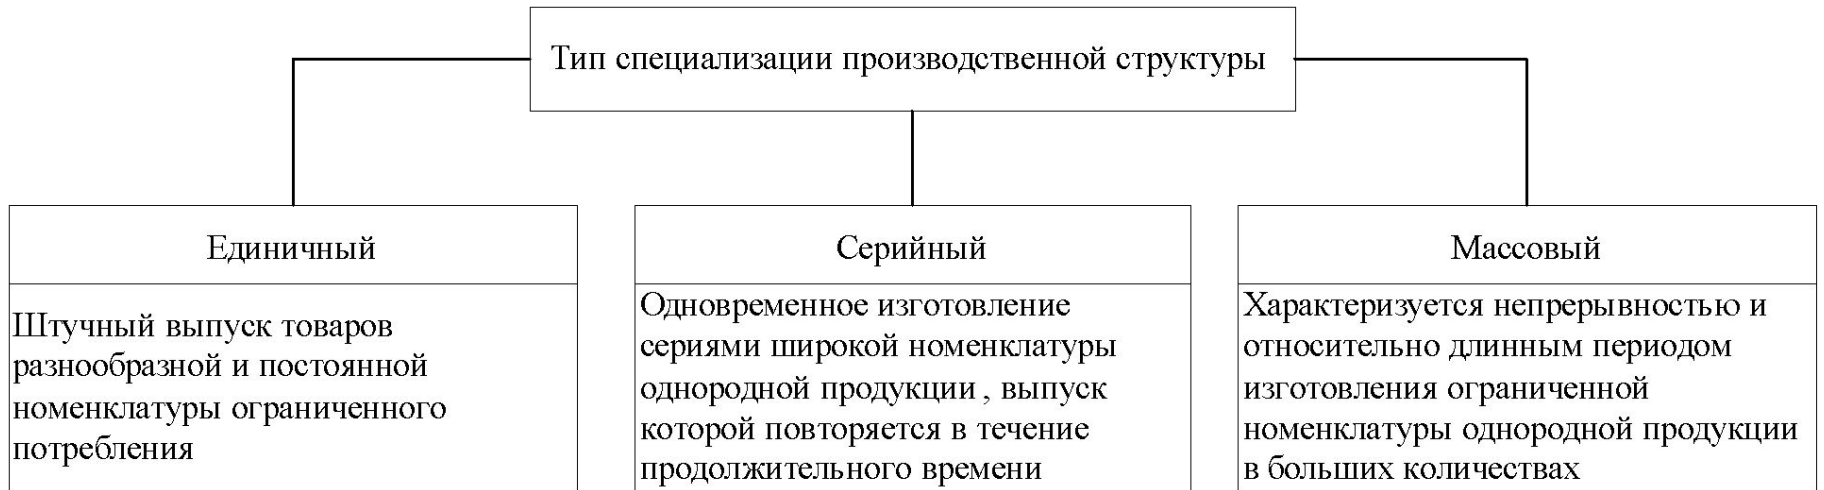 Тип специализации производственной структуры
Единичный
Штучный выпуск товаров
разнообразной и постоянной
номенклатуры ограниченного
потребления
Серийный
Одновременное изготовление
сериями широкой номенклатуры
однородной продукции , выпуск
которой повторяется в течение
продолжительного времени
Массовый
Характеризуется непрерывностью и
относительно длинным периодом
изготовления ограниченной
номенклатуры однородной продукции
в больших количествах